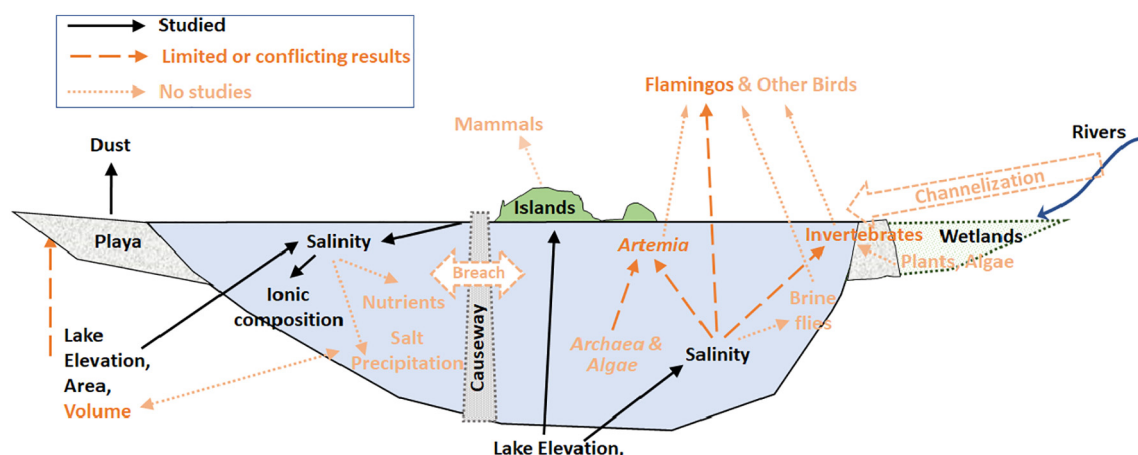 Studied
Limited or conflicting results
No studies
Flamingos & Other Birds
Mammals
Rivers
Dust
Channelization
Islands
Playa
Salinity
Artemia
Invertebrates
Wetlands
Breach
Plants, Algae
Ionic
composition
Nutrients
Brine
flies
Causeway
Lake
Elevation,
Area,
Volume
Salt
Precipitation
Archaea &
Algae
Salinity
Lake Elevation,